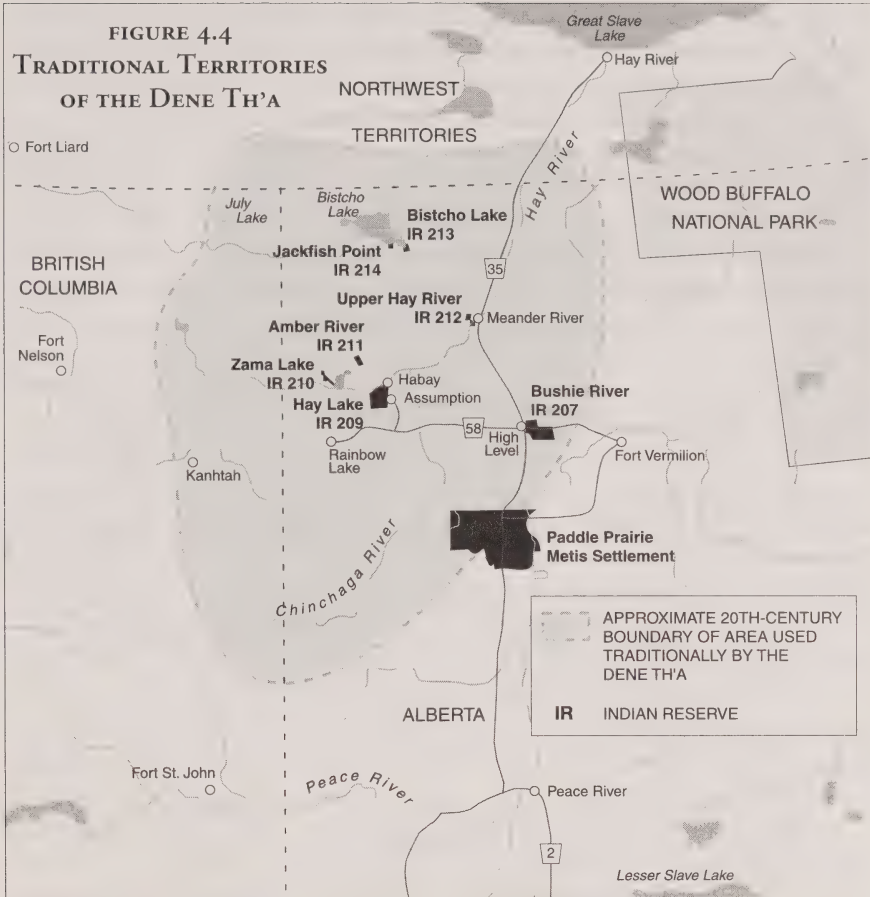 FIGURE 4.4
TRADITIONAL TERRITORIES
OF THE DENE TH'A
Great Slave
Lake
Hay River
NORTHWEST
TERRITORIES
Fort Liard
Hay River
WOOD BUFFALO
NATIONAL PARK
July
Lake
Bistcho
Lake
Bistcho Lake
IR 213
Jackfish Point
IR 214
BRITISH
COLUMBIA
35
Upper Hay River
IR 212
Meander River
Fort
Nelson
Amber River
IR 211
Zama Lake
IR 210
Habay
Assumption
Hay Lake
IR 209
Bushie River
IR 207
58
High
Level
Rainbow
Lake
Fort Vermilion
Kanhtah
Chinchaga River
Paddle Prairie
Metis Settlement
APPROXIMATE 20TH-CENTURY
BOUNDARY OF AREA USED
TRADITIONALLY BY THE
DENE TH'A
IR INDIAN RESERVE
ALBERTA
Fort St. John
Peace River
Peace River
2
Lesser Slave Lake